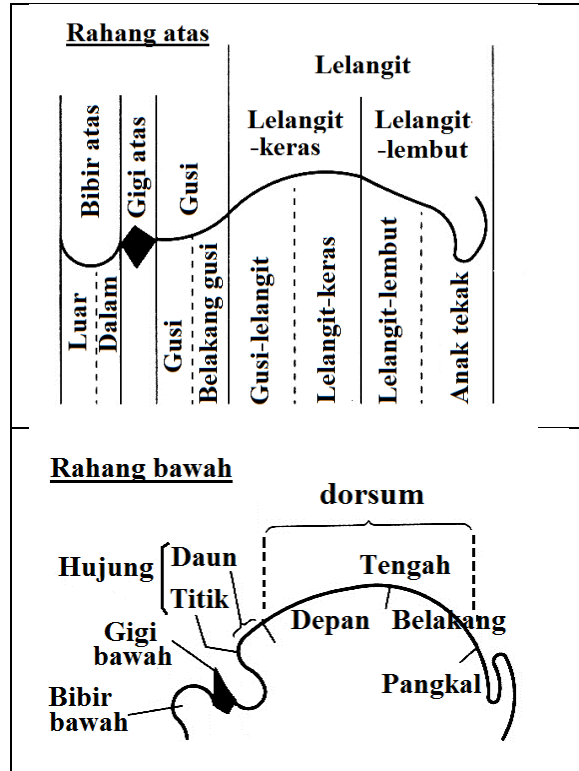 Rahang atas
Lelangit
Lelangit
-keras
Lelangit-
-lembut
Bibir atas
Gigi atas
Gusi
Luar
Dalam
Gusi
Belakang gusi
Gusi-lelangit
Lelangit-keras
Lelangit-lembut
Anak tekak
Rahang bawah
dorsum
Hujung
Daun
Titik
Tengah
Depan
Belakang
Gigi
bawah
Pangkal
Bibir
bawah